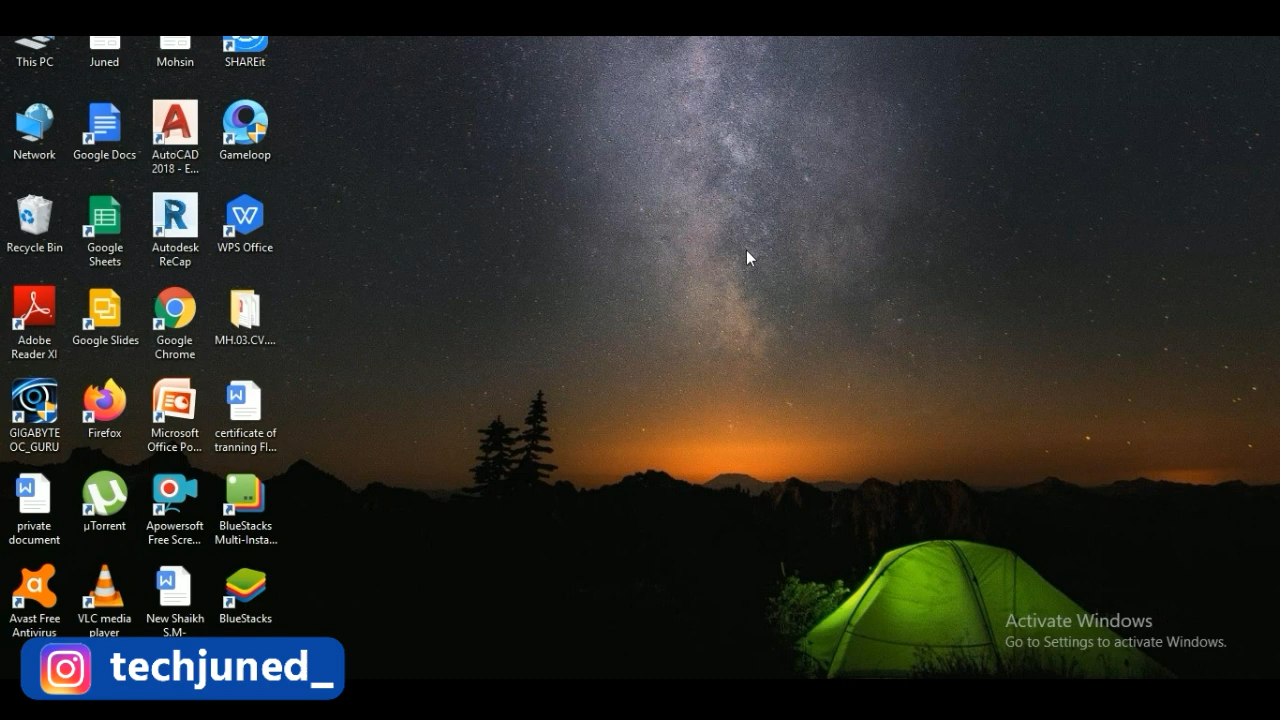 This PC
Juned
Mohsin
SHAREit
Network
Google Docs
AutoCAD
2018 - E...
Gameloop
Recycle Bin
Google
Sheets
Autodesk
ReCap
WPS Office
Adobe
Reader XI
Google Slides
Google
Chrome
MH.03.CV....
GIGABYTE
OC_GURU
Firefox
Microsoft
Office Po...
certificate of
tranning FI...
private
document
µTorrent
Apowersoft
Free Scre...
BlueStacks
Multi-Insta...
Avast Free
Antivirus
VLC media
player
New Shaikh
S.M-
BlueStacks
Activate Windows
Go to Settings to activate Windows.
techjuned_